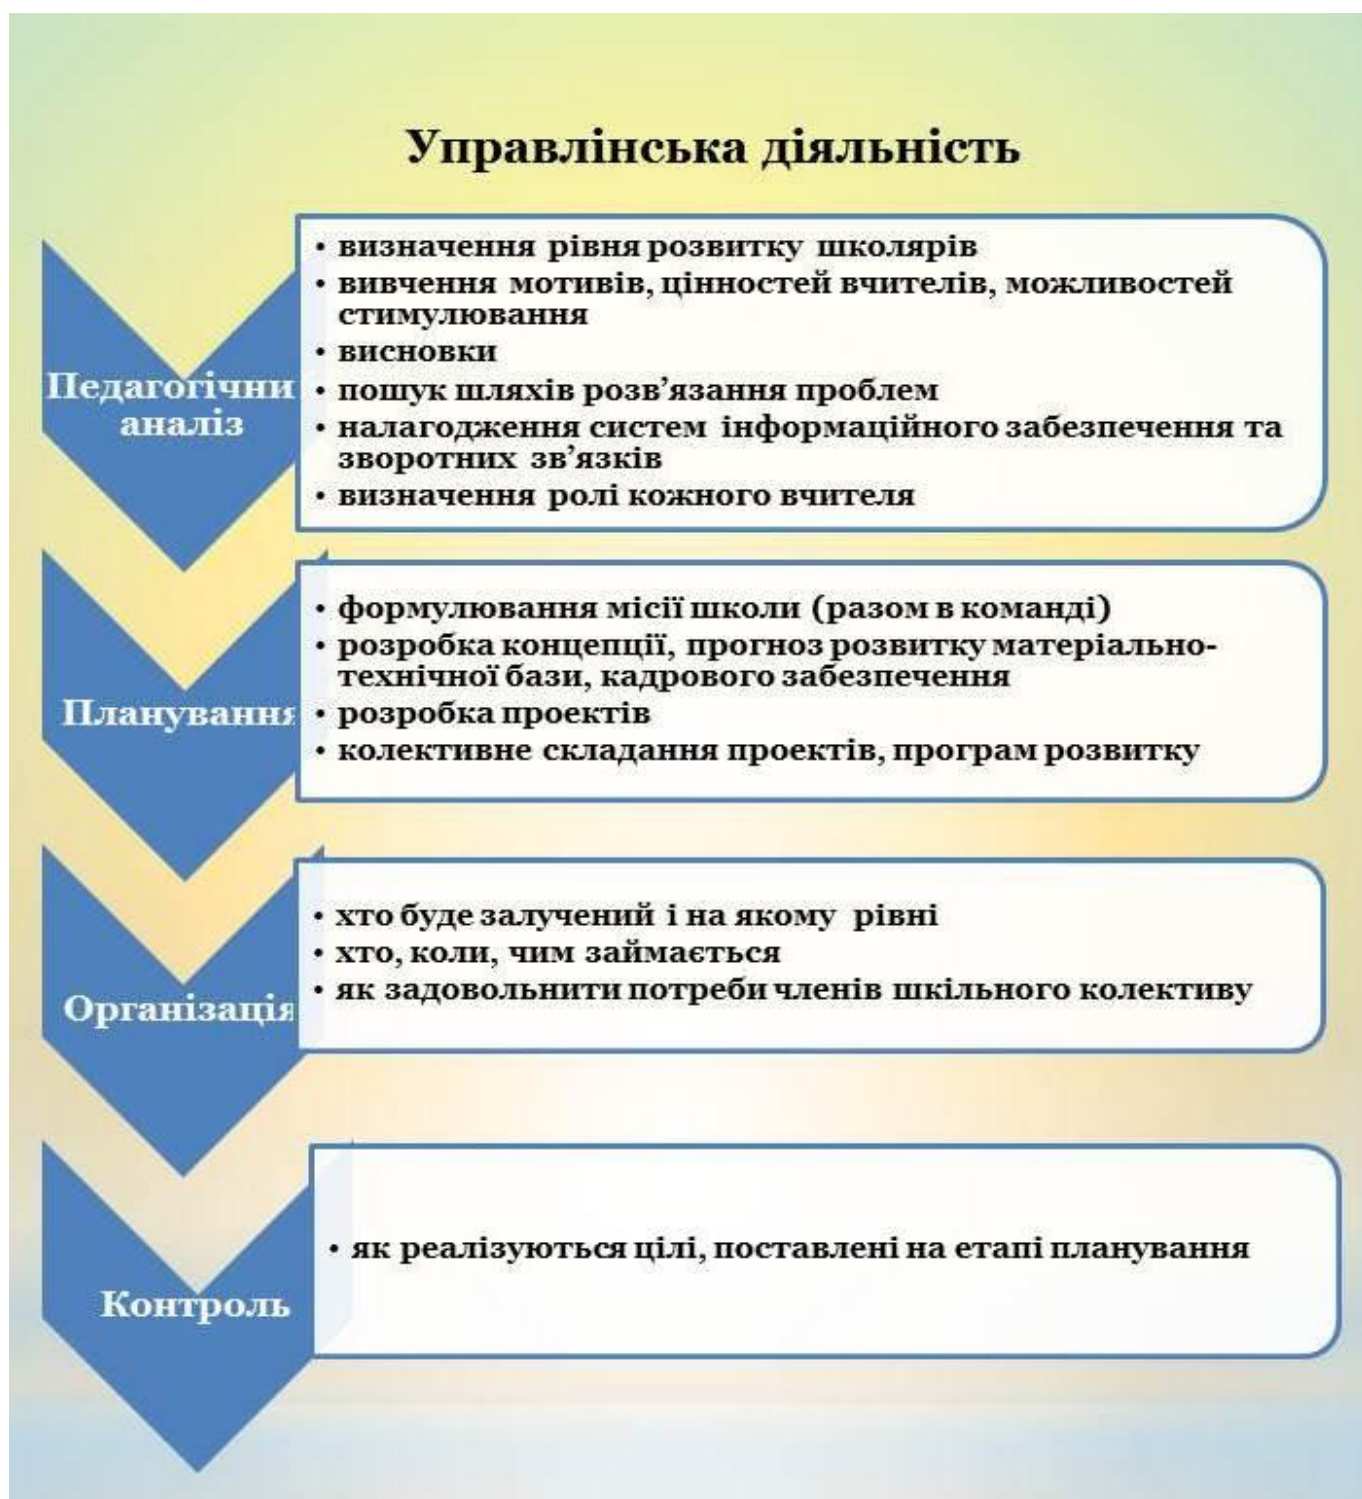 Управлінська діяльність
Педагогічни
аналіз
• визначення рівня розвитку школярів
• вивчення мотивів, цінностей вчителів, можливостей
стимулювання
• висновки
• пошук шляхів розв’язання проблем
• налагодження систем інформаційного забезпечення та
зворотних зв’язків
• визначення ролі кожного вчителя
Планування
• формулювання місії школи (разом в команді)
• розробка концепції, прогноз розвитку матеріально-
технічної бази, кадрового забезпечення
• розробка проектів
• колективне складання проектів, програм розвитку
Організація
• хто буде залучений і на якому рівні
• хто, коли, чим займається
• як задовольнити потреби членів шкільного колективу
Контроль
• як реалізуються цілі, поставлені на етапі планування